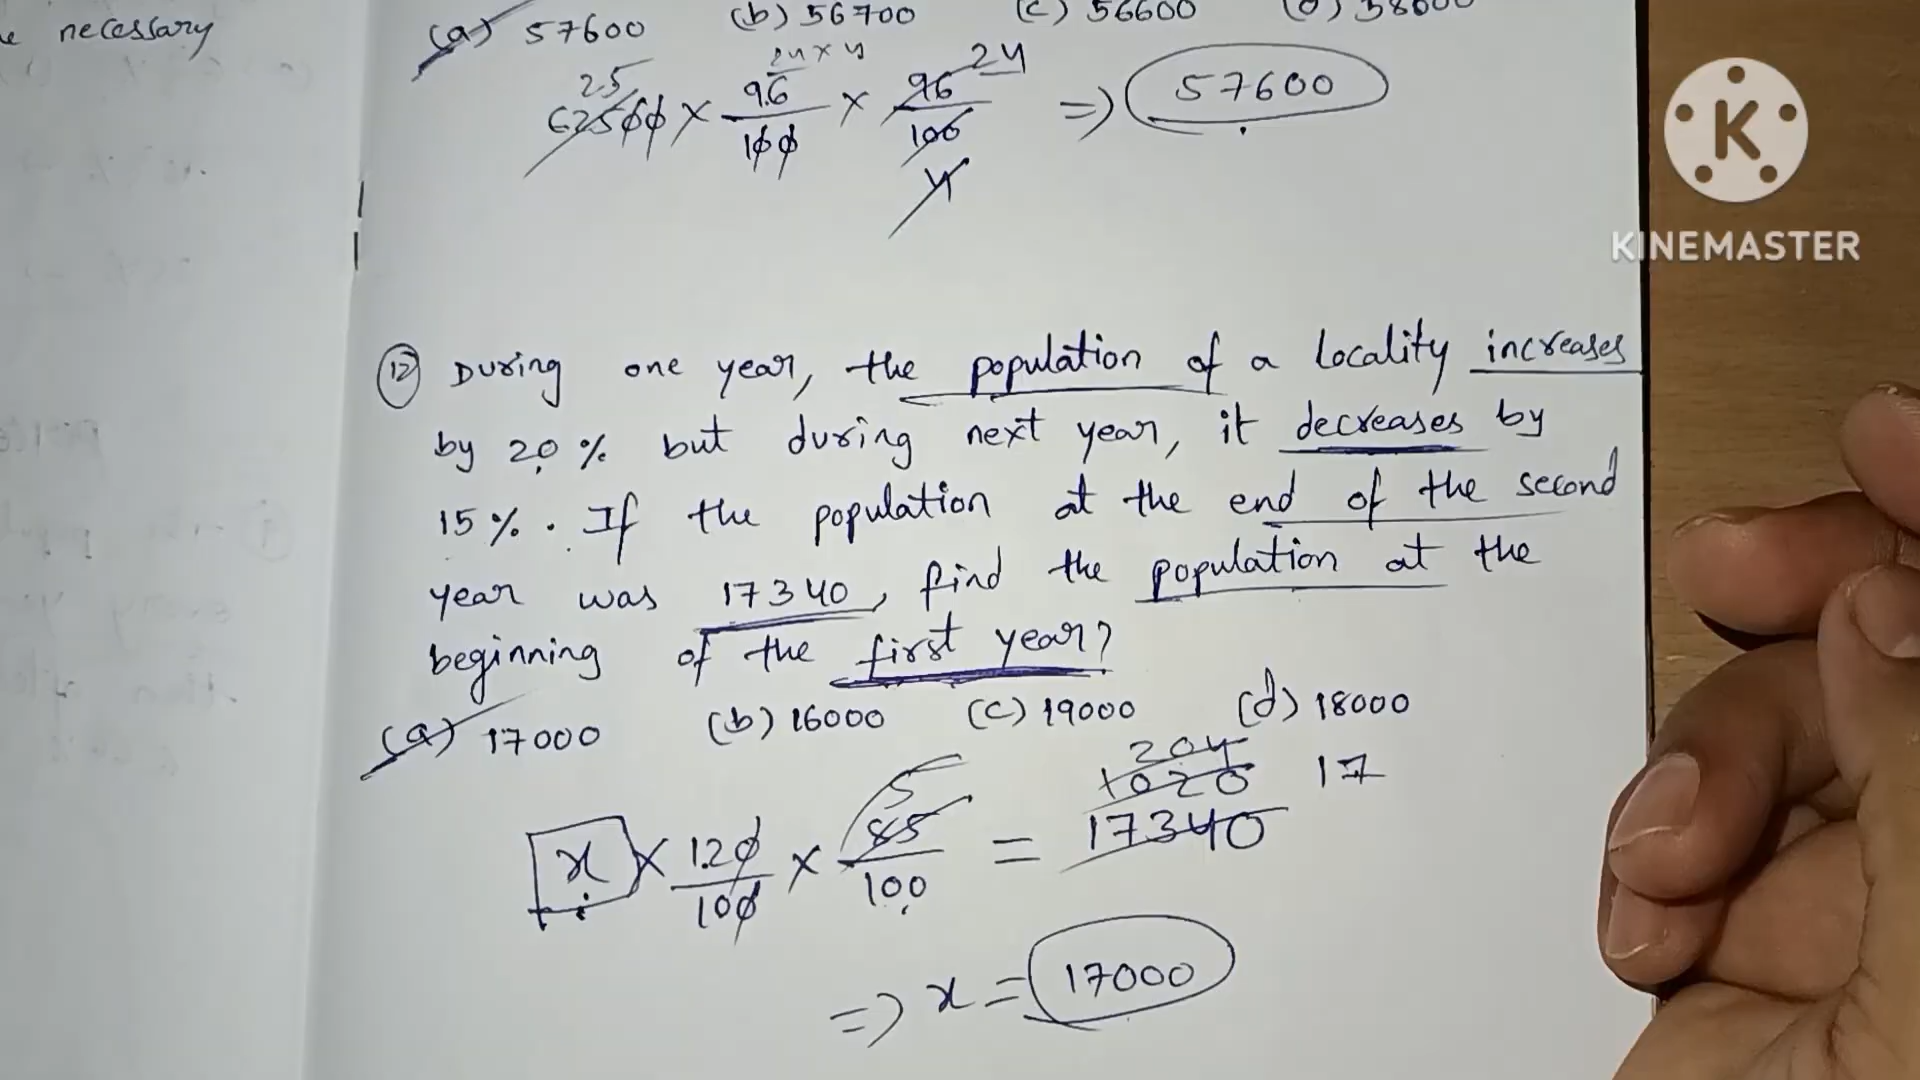 necessary
(a) 57600 (b) 56700 (c) 56600 (d) 58600
24 x 4
25 24
62500 x 96/100 x 96/100 => 57600
4
K
KINEMASTER
(12) During one year, the population of a locality increases
by 20% but during next year, it decreases by
15%. If the population at the end of the second
year was 17340, find the population at the
beginning of the first year?
(a) 17000 (b) 16000 (c) 19000 (d) 18000
204
5 1020 17
x x 120/100 x 85/100 = 17340
=> x = 17000